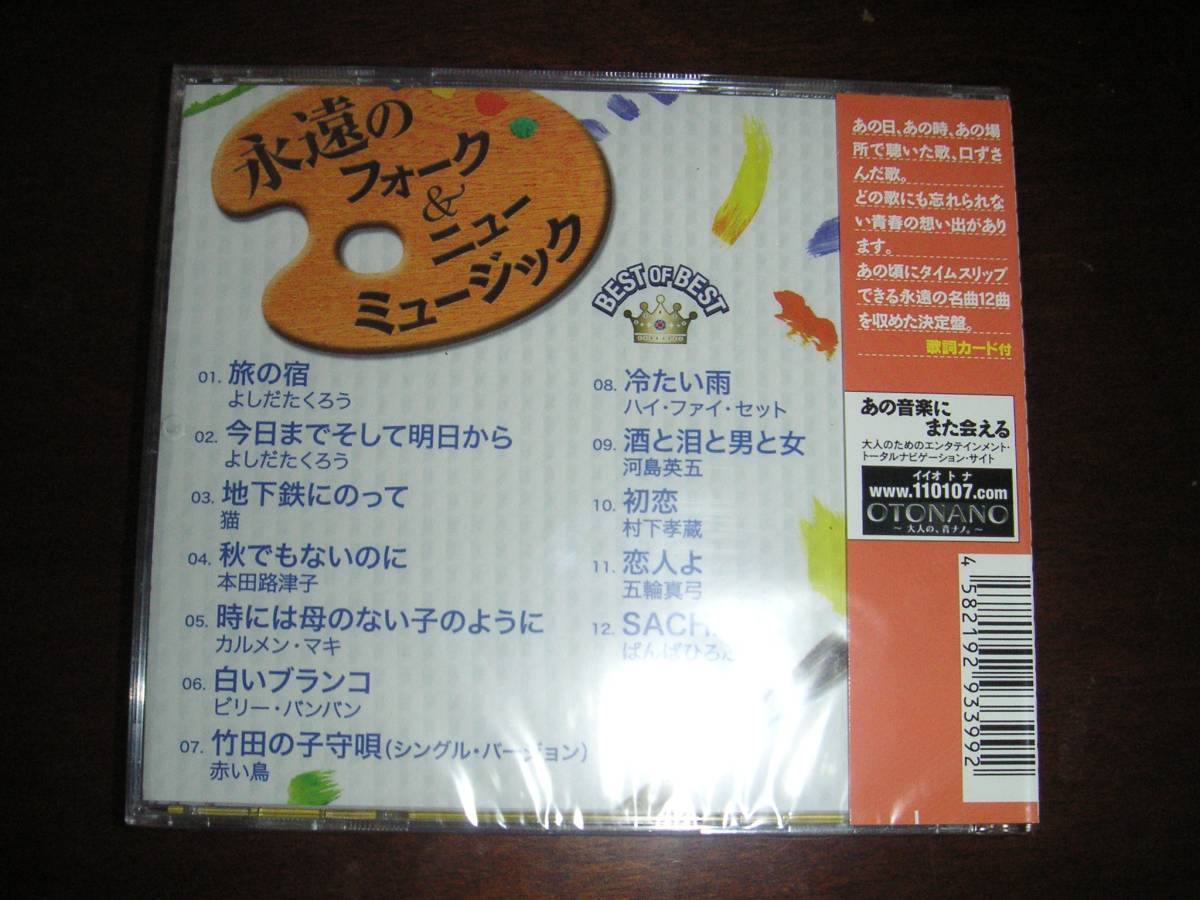 永遠の
フォーク
&
ニュー
ミュージック
BEST OF BEST
01. 旅の宿
よしだたくろう
02. 今日までそして明日から
よしだたくろう
03. 地下鉄にのって
猫
04. 秋でもないのに
本田路津子
05. 時には母のない子のように
カルメン・マキ
06. 白いブランコ
ビリー・バンバン
07. 竹田の子守唄(シングル・バージョン)
赤い鳥
08. 冷たい雨
ハイ・ファイ・セット
09. 酒と泪と男と女
河島英五
10. 初恋
村下孝蔵
11. 恋人よ
五輪真弓
12. SACH
ばんばひろ
あの日、あの時、あの場
所で聴いた歌、口ずさ
んだ歌。
どの歌にも忘れられな
い青春の想い出があり
ます。
あの頃にタイムスリップ
できる永遠の名曲12曲
を収めた決定盤。
歌詞カード付
あの音楽に
また会える
大人のためのエンタテインメント・
トータルナビゲーション・サイト
イイオトナ
www.110107.com
OTONANO
～大人の、音ナノ。～
4 582192 933992